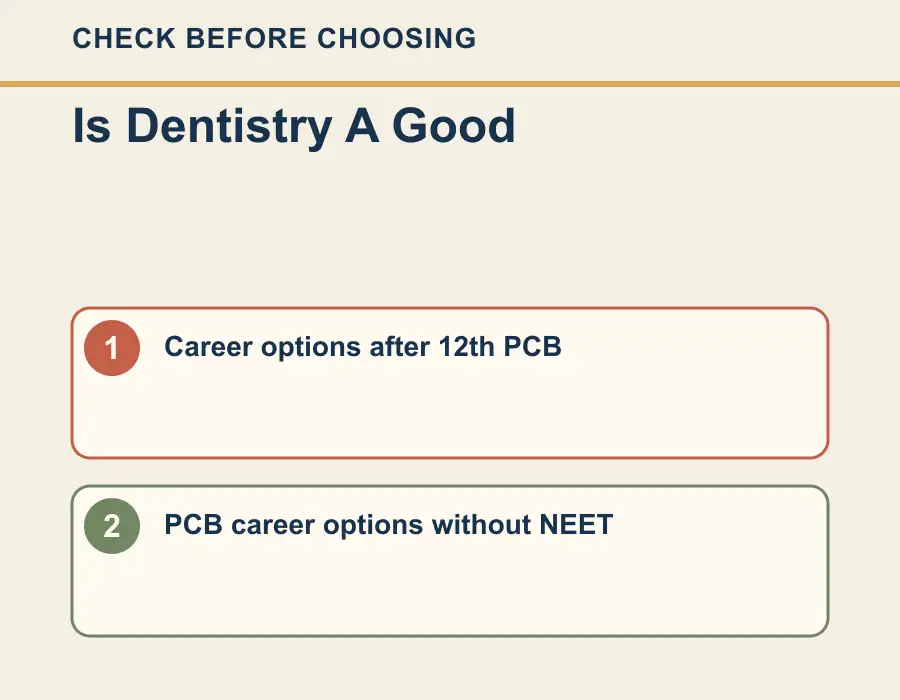 CHECK BEFORE CHOOSING
Is Dentistry A Good
1 Career options after 12th PCB
2 PCB career options without NEET